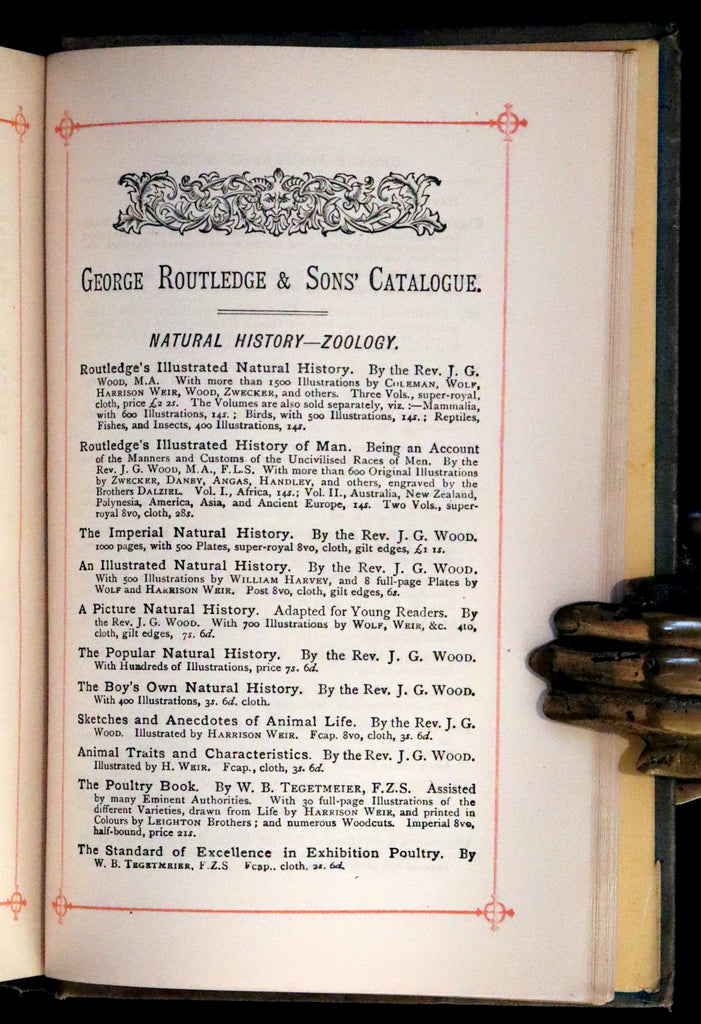 GEORGE ROUTLEDGE & SONS' CATALOGUE.
NATURAL HISTORY—ZOOLOGY.
Routledge's Illustrated Natural History. By the Rev. J. G.
WOOD, M.A. With more than 1500 Illustrations by COLEMAN, WOLF,
HARRISON WEIR, WOOD, ZWECKER, and others. Three Vols., super-royal,
cloth, price £2 2s. The Volumes are also sold separately, viz. :—Mammalia,
with 600 Illustrations, 14s. ; Birds, with 500 Illustrations, 14s. ; Reptiles,
Fishes, and Insects, 400 Illustrations, 14s.
Routledge's Illustrated History of Man. Being an Account
of the Manners and Customs of the Uncivilised Races of Men. By the
Rev. J. G. WOOD, M.A., F.L.S. With more than 600 Original Illustrations
by ZWECKER, DANBY, ANGAS, HANDLEY, and others, engraved by the
Brothers DALZIEL. Vol. I., Africa, 14s.; Vol. II., Australia, New Zealand,
Polynesia, America, Asia, and Ancient Europe, 14s. Two Vols., super-
royal 8vo, cloth, 28s.
The Imperial Natural History. By the Rev. J. G. WOOD.
1000 pages, with 500 Plates, super-royal 8vo, cloth, gilt edges, £1 1s.
An Illustrated Natural History. By the Rev. J. G. WOOD.
With 500 Illustrations by WILLIAM HARVEY, and 8 full-page Plates by
WOLF and HARRISON WEIR. Post 8vo, cloth, gilt edges, 6s.
A Picture Natural History. Adapted for Young Readers. By
the Rev. J. G. WOOD. With 700 Illustrations by WOLF, WEIR, &c. 4to,
cloth, gilt edges, 7s. 6d.
The Popular Natural History. By the Rev. J. G. WOOD.
With Hundreds of Illustrations, price 7s. 6d.
The Boy's Own Natural History. By the Rev. J. G. WOOD.
With 400 Illustrations, 3s. 6d. cloth.
Sketches and Anecdotes of Animal Life. By the Rev. J. G.
WOOD. Illustrated by HARRISON WEIR. Fcap. 8vo, cloth, 3s. 6d.
Animal Traits and Characteristics. By the Rev. J. G. WOOD.
Illustrated by H. WEIR. Fcap., cloth, 3s. 6d.
The Poultry Book. By W. B. TEGETMEIER, F.Z.S. Assisted
by many Eminent Authorities. With 30 full-page Illustrations of the
different Varieties, drawn from Life by HARRISON WEIR, and printed in
Colours by LEIGHTON Brothers ; and numerous Woodcuts. Imperial 8vo,
half-bound, price 21s.
The Standard of Excellence in Exhibition Poultry. By
W. B. TEGETMEIER, F.Z.S Fcap., cloth, 2s. 6d.